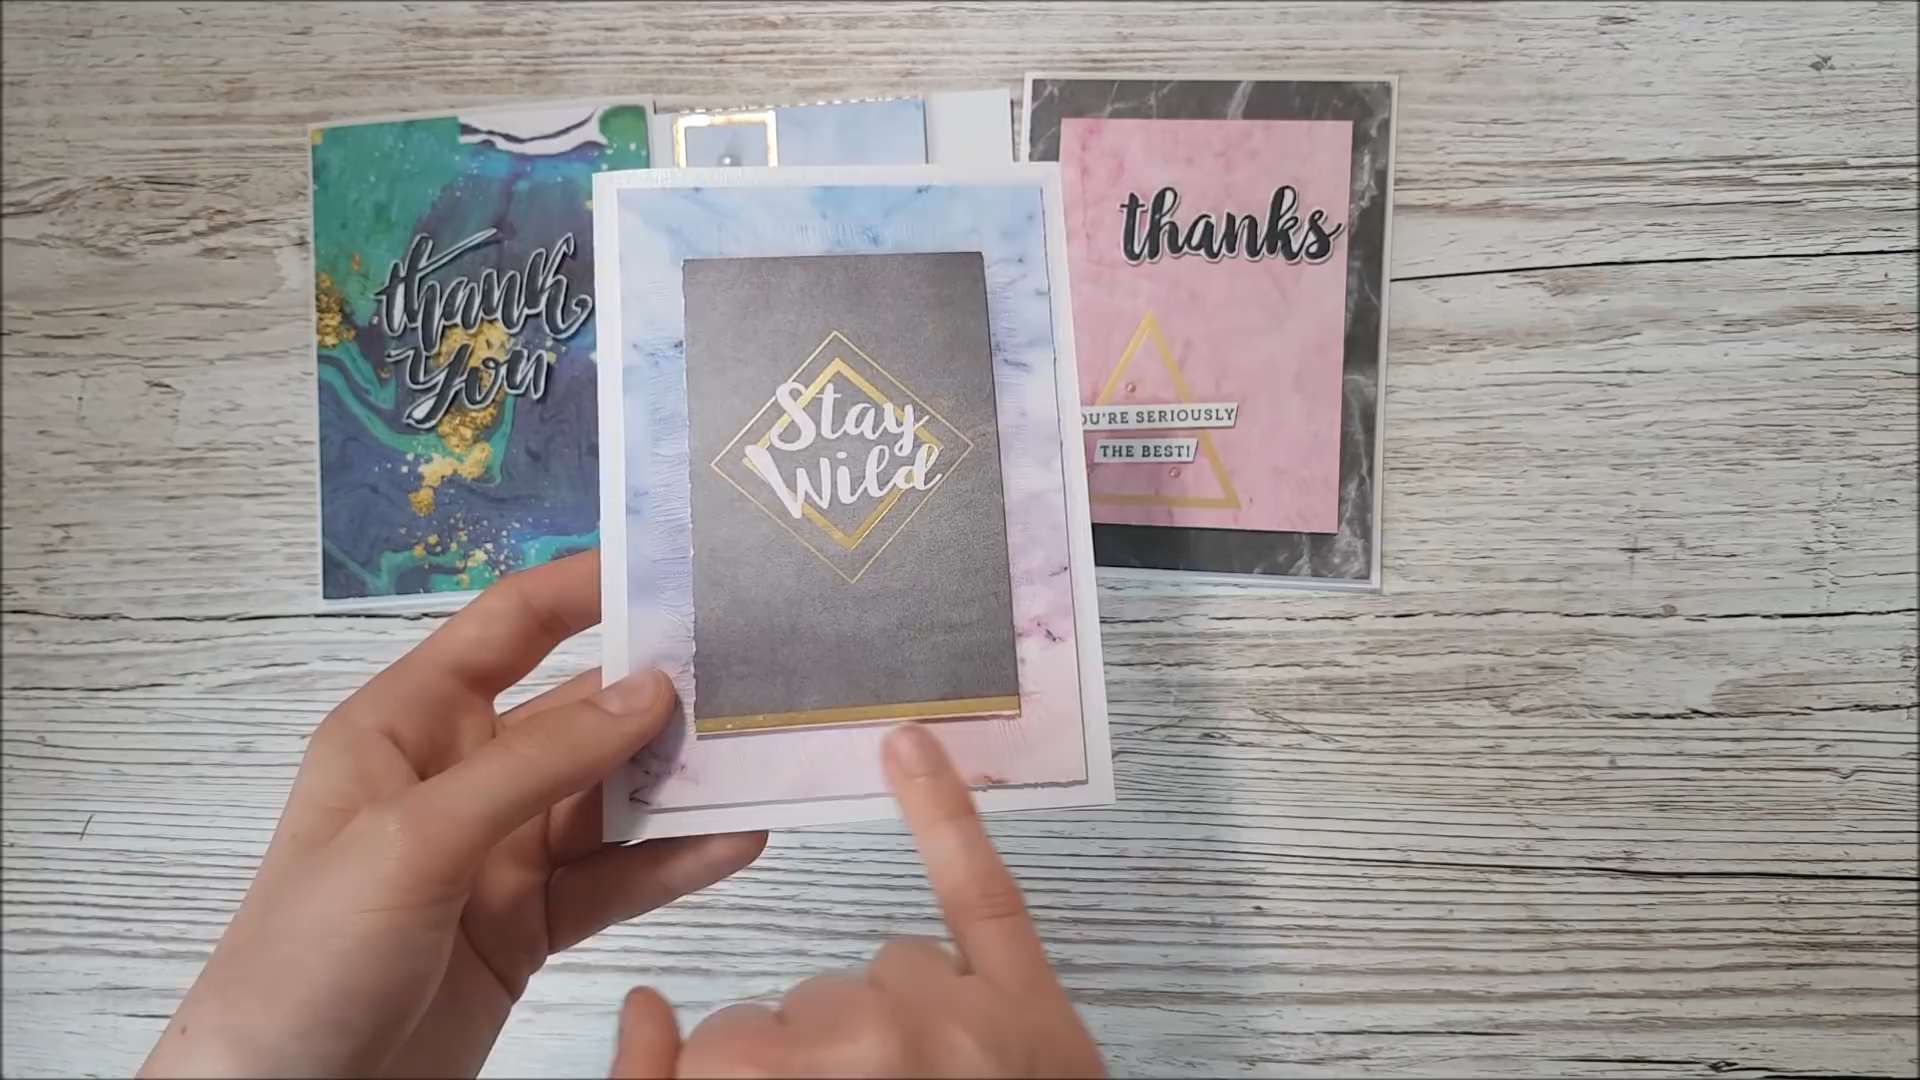 thank
you
Stay
Wild
thanks
OU'RE SERIOUSLY
THE BEST!